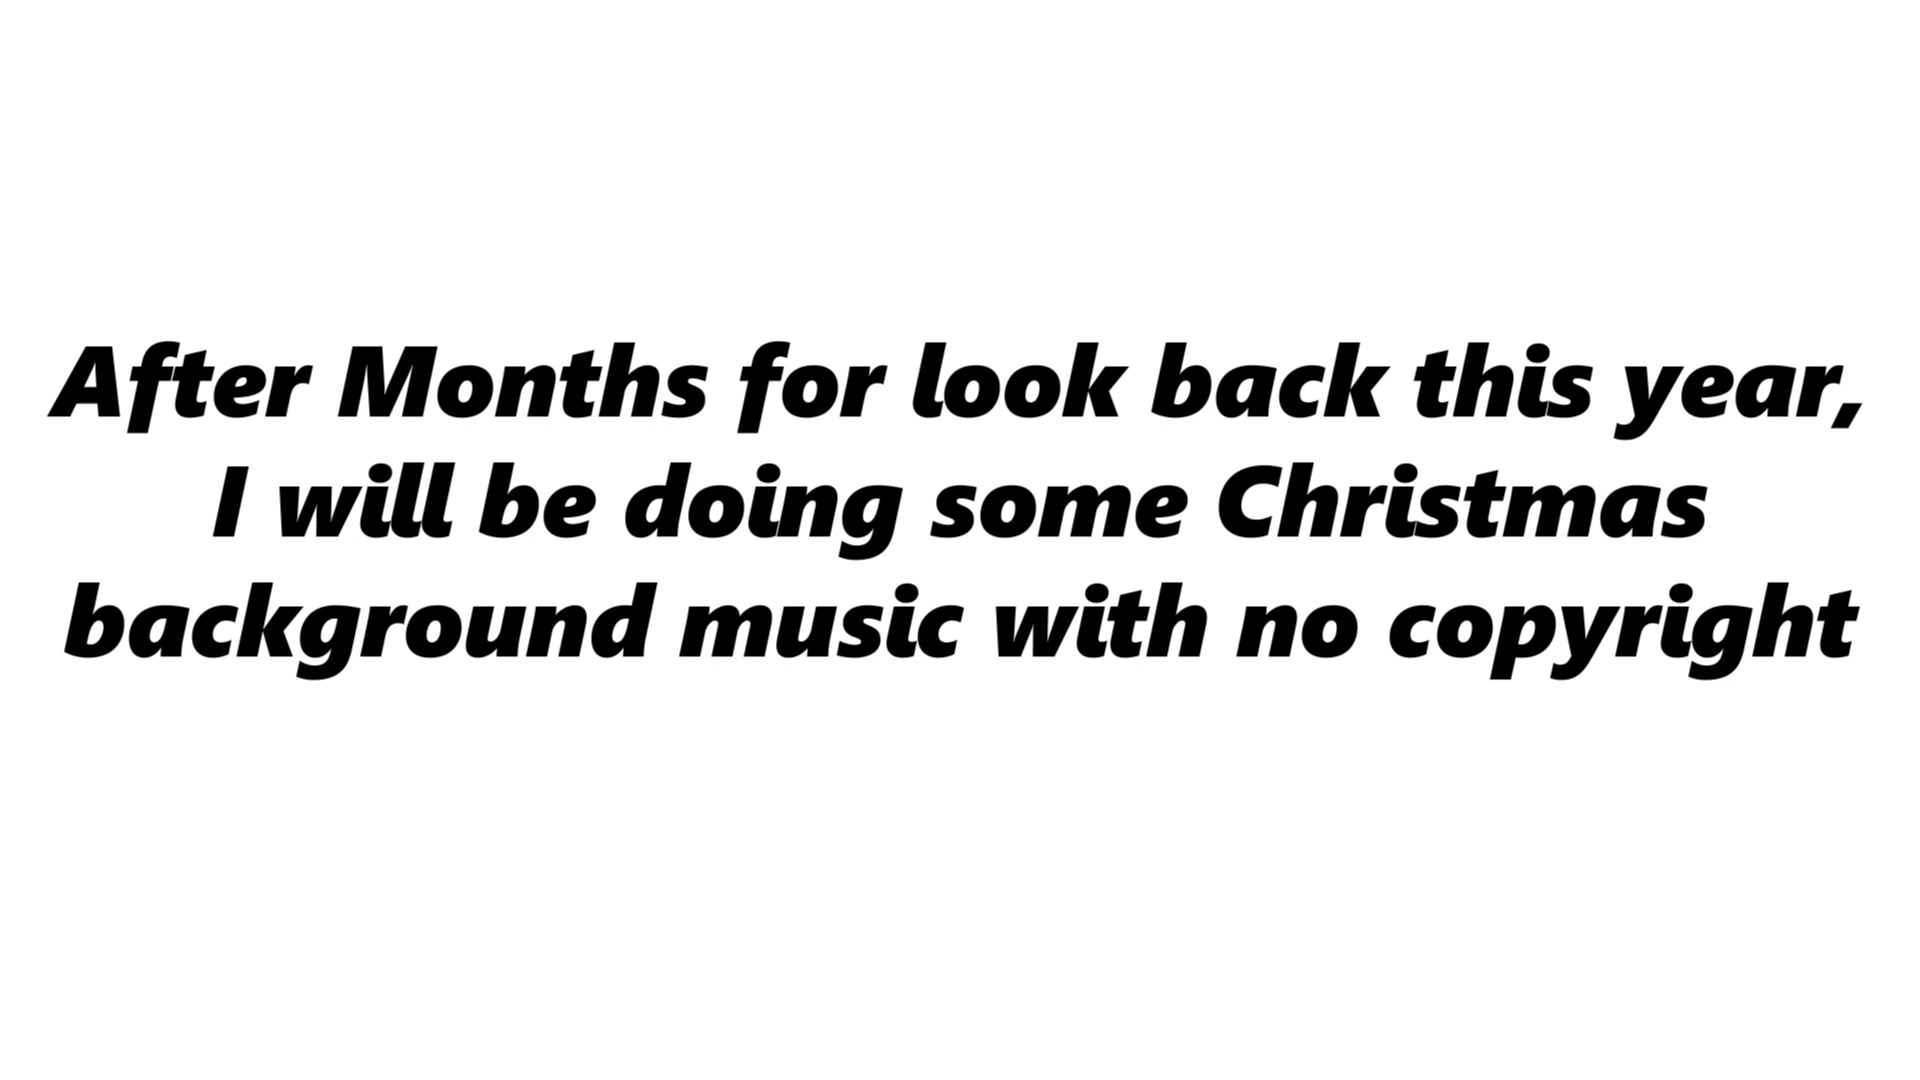 After Months for look back this year,
I will be doing some Christmas
background music with no copyright